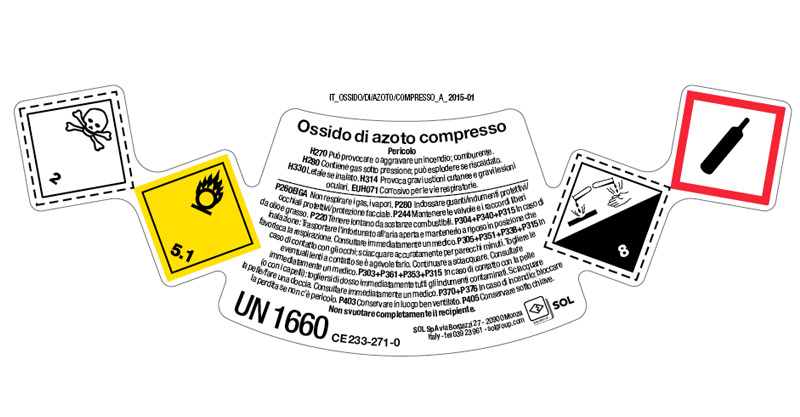 IT_OSSIDO/DI/AZOTO/COMPRESSO_A_2015-01
Ossido di azoto compresso
Pericolo
H270 Può provocare o aggravare un incendio; comburente.
H280 Contiene gas sotto pressione; può esplodere se riscaldato.
H330 Letale se inalato. H314 Provoca gravi ustioni cutanee e gravi lesioni
oculari. EUH071 Corrosivo per le vie respiratorie.
P260EIGA Non respirare i gas, i vapori. P280 Indossare guanti/indumenti protettivi/
occhiali protettivi/protezione facciale. P244 Mantenere le valvole e i raccordi liberi
da olio e grasso. P220 Tenere lontano da sostanze combustibili. P304+P340+P315 In caso di
inalazione: Trasportare l'infortunato all'aria aperta e mantenerlo a riposo in posizione che
favorisca la respirazione. Consultare immediatamente un medico. P305+P351+P338+P315 In
caso di contatto con gli occhi: sciacquare accuratamente per parecchi minuti. Togliere le
eventuali lenti a contatto se è agevole farlo. Continuare a sciacquare. Consultare
immediatamente un medico. P303+P361+P353+P315 In caso di contatto con la pelle
(o con i capelli): togliersi di dosso immediatamente tutti gli indumenti contaminati. Sciacquare
la pelle/fare una doccia. Consultare immediatamente un medico. P370+P376 In caso di incendio: bloccare
la perdita se non c'è pericolo. P403 Conservare in luogo ben ventilato. P405 Conservare sotto chiave.
Non svuotare completamente il recipiente.
UN 1660
CE 233-271-0
SOL SpA via Borgazzi 27 - 20900 Monza
Italy - tel 039 23961 - solgroup.com
SOL
2
5.1
8